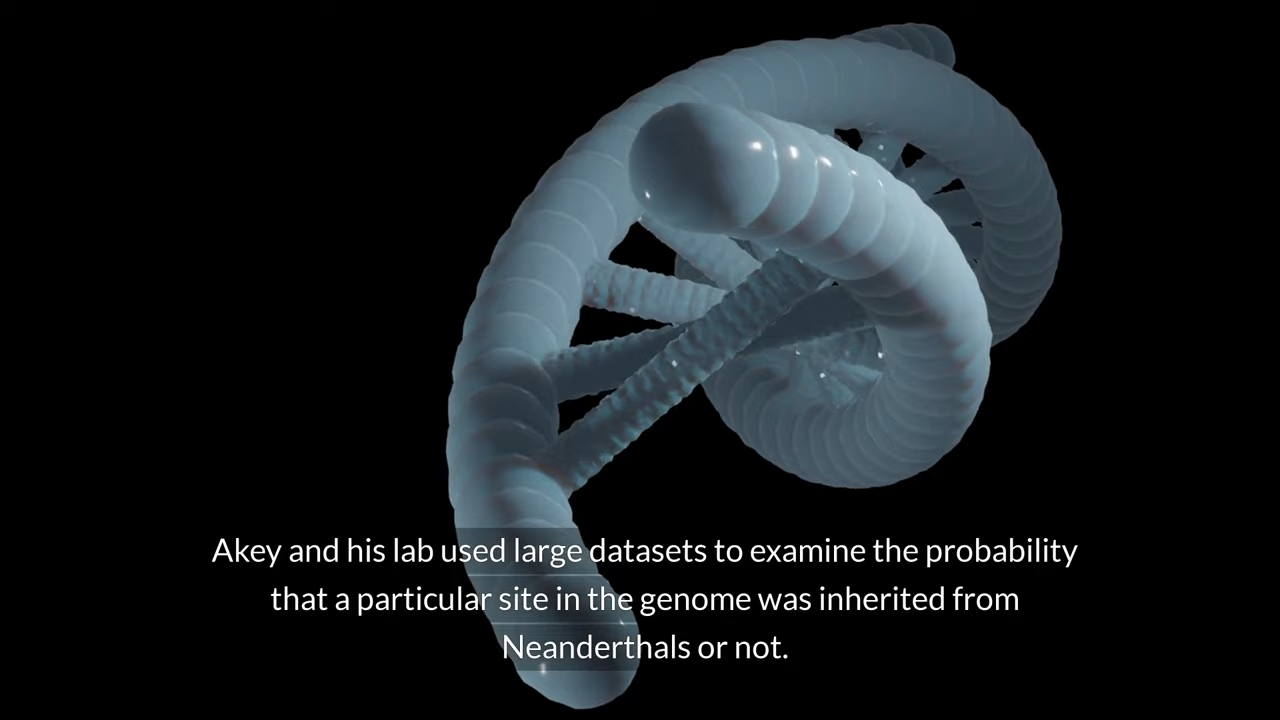 Akey and his lab used large datasets to examine the probability
that a particular site in the genome was inherited from
Neanderthals or not.